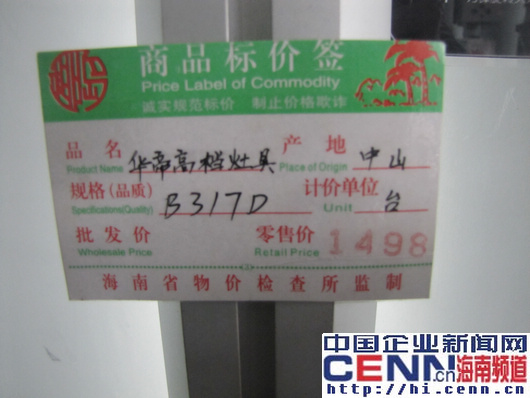 商品标价签
Price Label of Commodity
诚实规范标价 制止价格欺诈
品名 华帝高档灶具 产地 中山
Product Name Place of Origin
规格(品质) B317D 计价单位 台
Specifications(Quality) Unit
批发价 零售价 1498
Wholesale Price Retail Price
海南省物价检查所监制
中国企业新闻网
CENN.cn海南频道
http://hi.cenn.cn